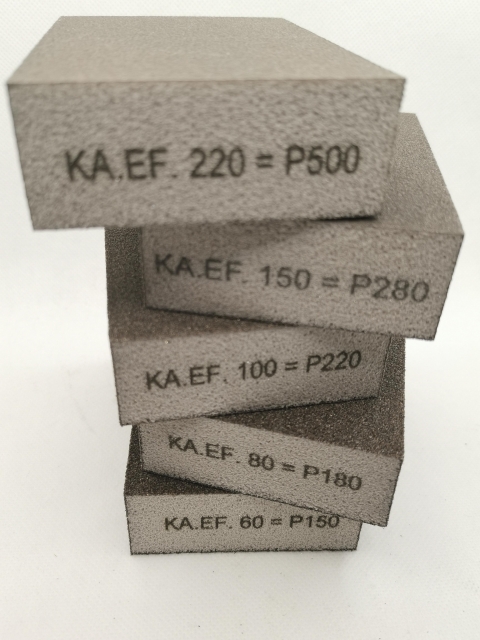 KA.EF. 220 = P500
KA.EF. 150 = P280
KA.EF. 100 = P220
KA.EF. 80 = P180
KA.EF. 60 = P150